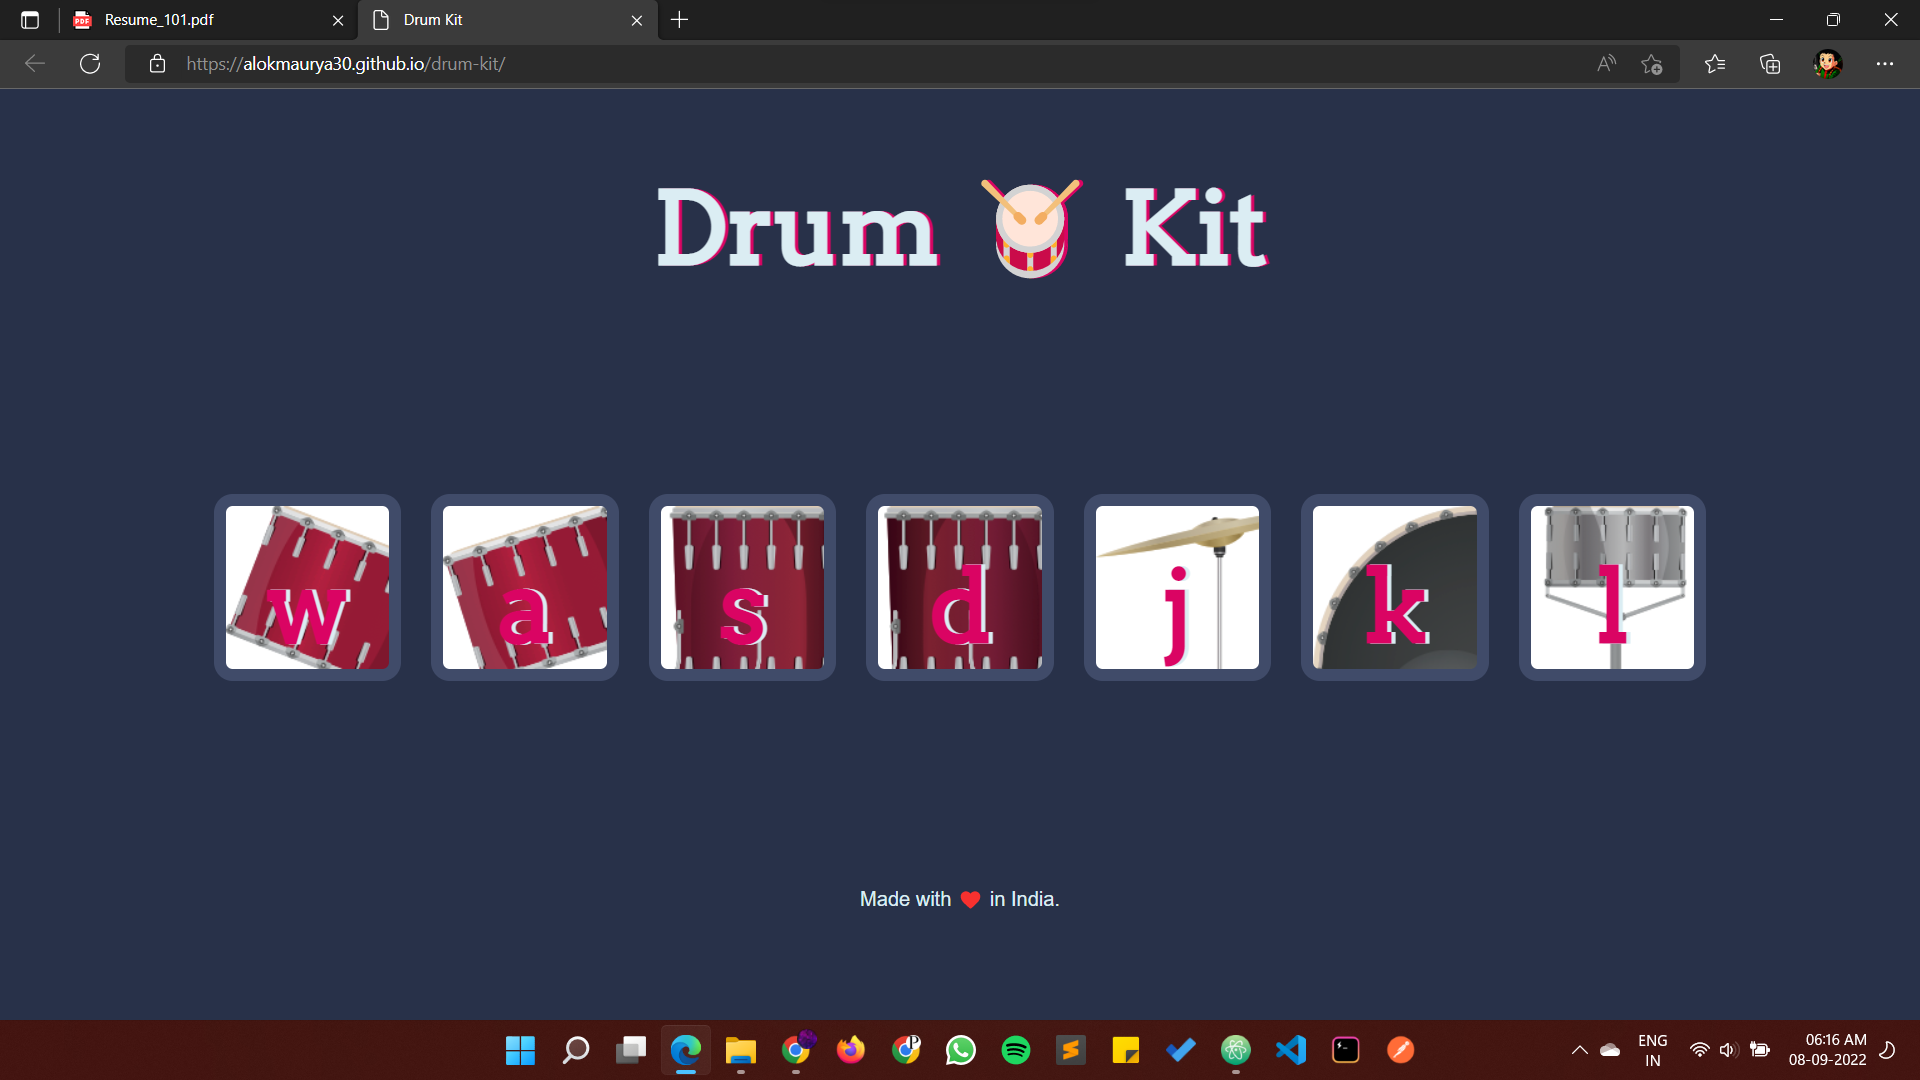 Resume_101.pdf
Drum Kit
https://alokmaurya30.github.io/drum-kit/
Drum 🥁 Kit
w a s d j k l
Made with ❤️ in India.
ENG
IN
06:16 AM
08-09-2022